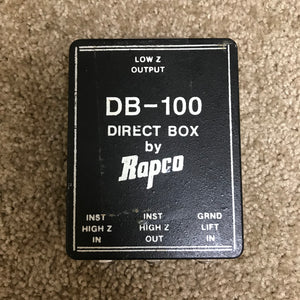 LOW Z
OUTPUT
DB-100
DIRECT BOX
by
Rapco
INST
HIGH Z
IN
INST
HIGH Z
OUT
GRND
LIFT
IN